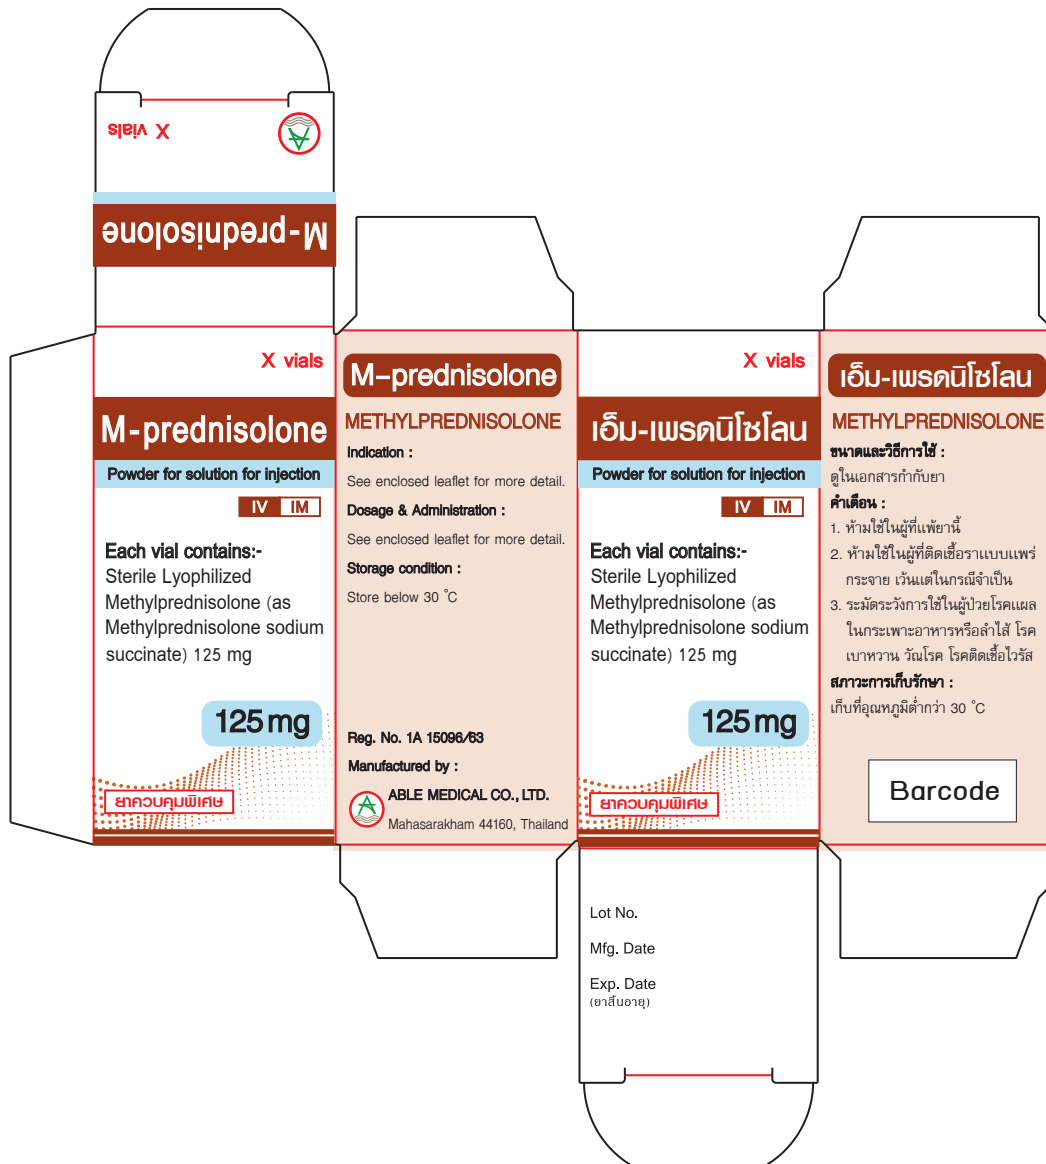 X vials
M-prednisolone
X vials
M-prednisolone
Powder for solution for injection
IV IM
Each vial contains:-
Sterile Lyophilized
Methylprednisolone (as
Methylprednisolone sodium
succinate) 125 mg
125 mg
ยาควบคุมพิเศษ
M-prednisolone
METHYLPREDNISOLONE
Indication :
See enclosed leaflet for more detail.
Dosage & Administration :
See enclosed leaflet for more detail.
Storage condition :
Store below 30 °C
Reg. No. 1A 15096/63
Manufactured by :
ABLE MEDICAL CO., LTD.
Mahasarakham 44160, Thailand
X vials
เอ็ม-เพรดนิโซโลน
Powder for solution for injection
IV IM
Each vial contains:-
Sterile Lyophilized
Methylprednisolone (as
Methylprednisolone sodium
succinate) 125 mg
125 mg
ยาควบคุมพิเศษ
เอ็ม-เพรดนิโซโลน
METHYLPREDNISOLONE
ขนาดและวิธีการใช้ :
ดูในเอกสารกำกับยา
คำเตือน :
1. ห้ามใช้ในผู้ที่แพ้ยานี้
2. ห้ามใช้ในผู้ที่ติดเชื้อราแบบแพร่
กระจาย เว้นแต่ในกรณีจำเป็น
3. ระมัดระวังการใช้ในผู้ป่วยโรคแผล
ในกระเพาะอาหารหรือลำไส้ โรค
เบาหวาน วัณโรค โรคติดเชื้อไวรัส
สภาวะการเก็บรักษา :
เก็บที่อุณหภูมิต่ำกว่า 30 °C
Barcode
Lot No.
Mfg. Date
Exp. Date
(ยาสิ้นอายุ)